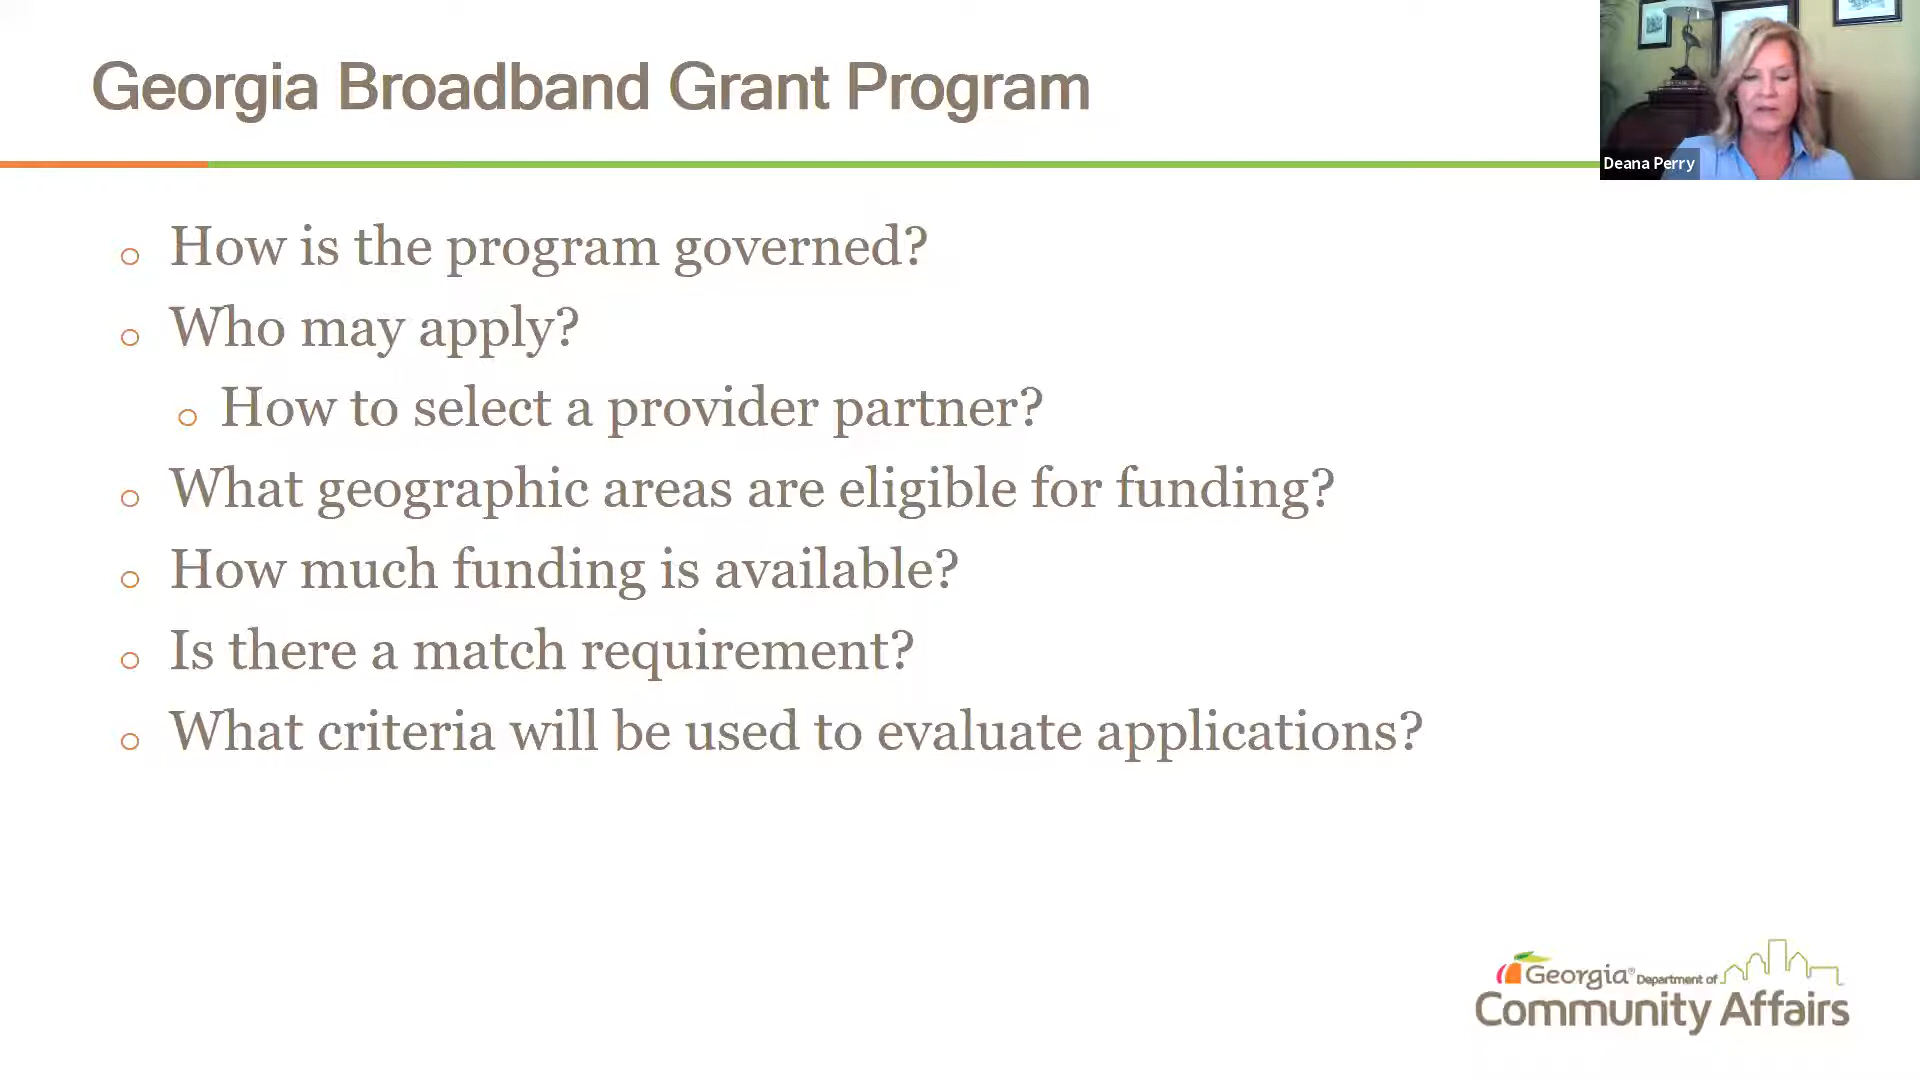 Georgia Broadband Grant Program
Deana Perry
How is the program governed?
Who may apply?
How to select a provider partner?
What geographic areas are eligible for funding?
How much funding is available?
Is there a match requirement?
What criteria will be used to evaluate applications?
Georgia® Department of
Community Affairs